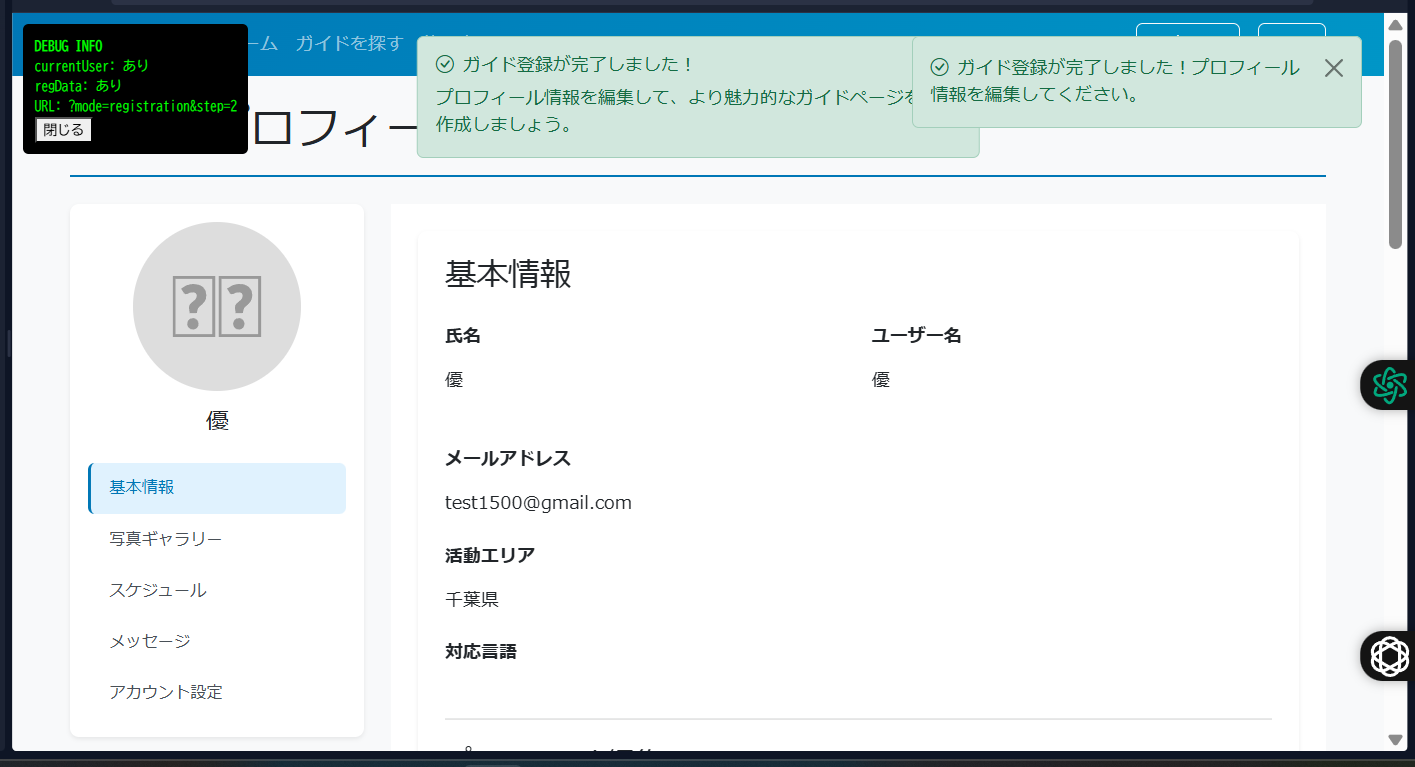 DEBUG INFO
currentUser: あり
regData: あり
URL: ?mode=registration&step=2
閉じる
ーム ガイドを探す
ガイド登録が完了しました！
プロフィール情報を編集して、より魅力的なガイドページを
作成しましょう。
ガイド登録が完了しました！プロフィール
情報を編集してください。
プロフィー
優
基本情報
写真ギャラリー
スケジュール
メッセージ
アカウント設定
基本情報
氏名
優
ユーザー名
優
メールアドレス
test1500@gmail.com
活動エリア
千葉県
対応言語